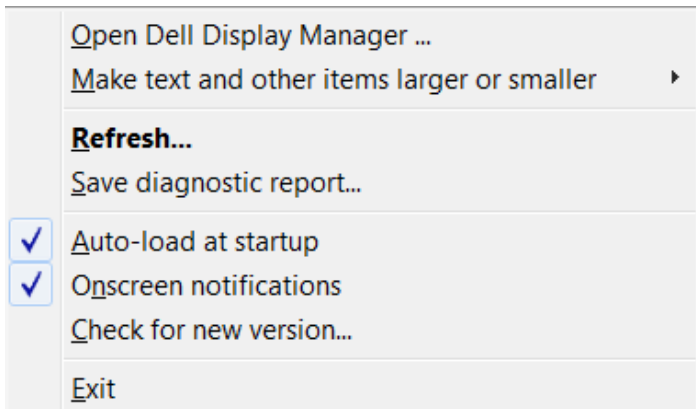 Open Dell Display Manager ...
Make text and other items larger or smaller
Refresh...
Save diagnostic report...
Auto-load at startup
Onscreen notifications
Check for new version...
Exit